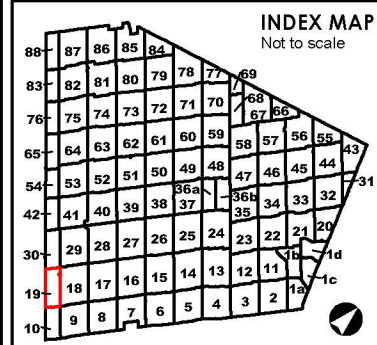 INDEX MAP
Not to scale
88 87 86 85 84
83 82 81 80 79 78 77 69
76 75 74 73 72 71 70 68 67 66
65 64 63 62 61 60 59 58 57 56 55 43
54 53 52 51 50 49 48 47 46 45 44 31
42 41 40 39 38 37 36a 36b 35 34 33 32
30 29 28 27 26 25 24 23 22 21 20
19 18 17 16 15 14 13 12 11 1b 1d 1c
10 9 8 7 6 5 4 3 2 1a